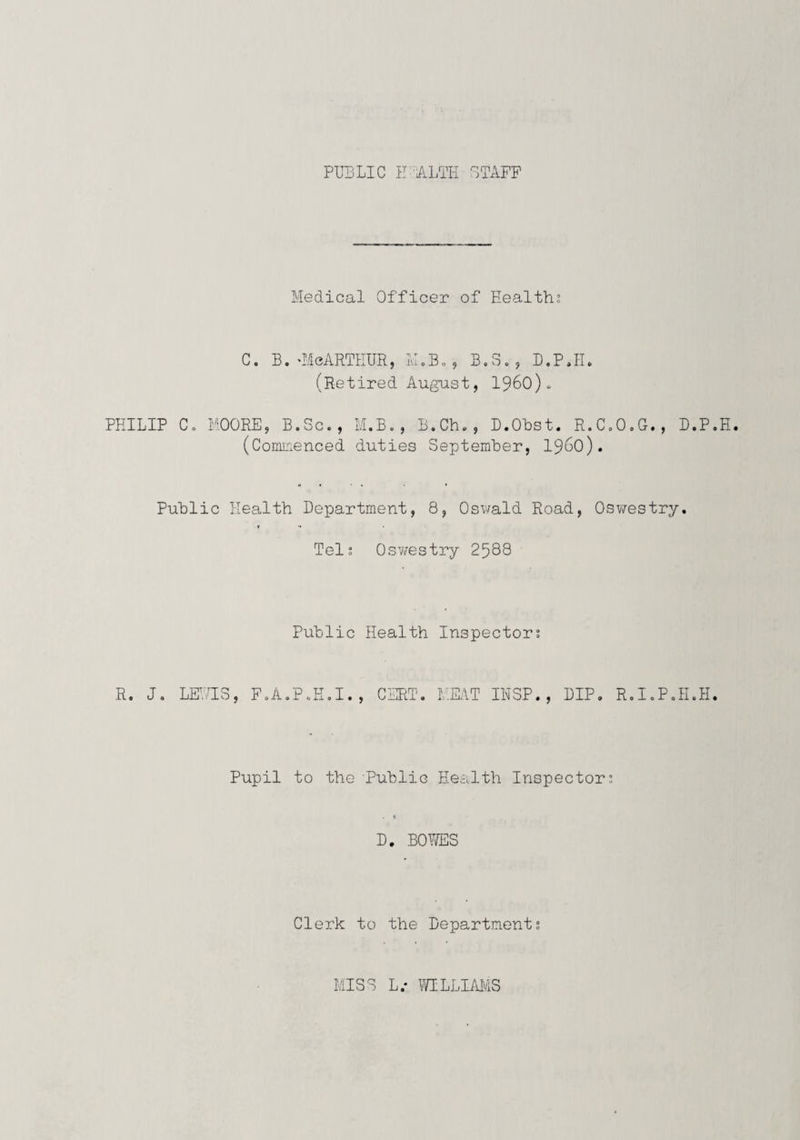 PUBLIC HEALTH STAFF
Medical Officer of Health:
C. B. McARTHUR, M.B., B.S., D.P.H.
(Retired August, 1960).
PHILIP C. MOORE, B.Sc., M.B., B.Ch., D.Obst. R.C.O.G., D.P.H.
(Commenced duties September, 1960).
Public Health Department, 8, Oswald Road, Oswestry.
Tel: Oswestry 2588
Public Health Inspector:
R. J. LEWIS, F.A.P.H.I., CERT. MEAT INSP., DIP. R.I.P.H.H.
Pupil to the Public Health Inspector:
D. BOWES
Clerk to the Department:
MISS L. WILLIAMS